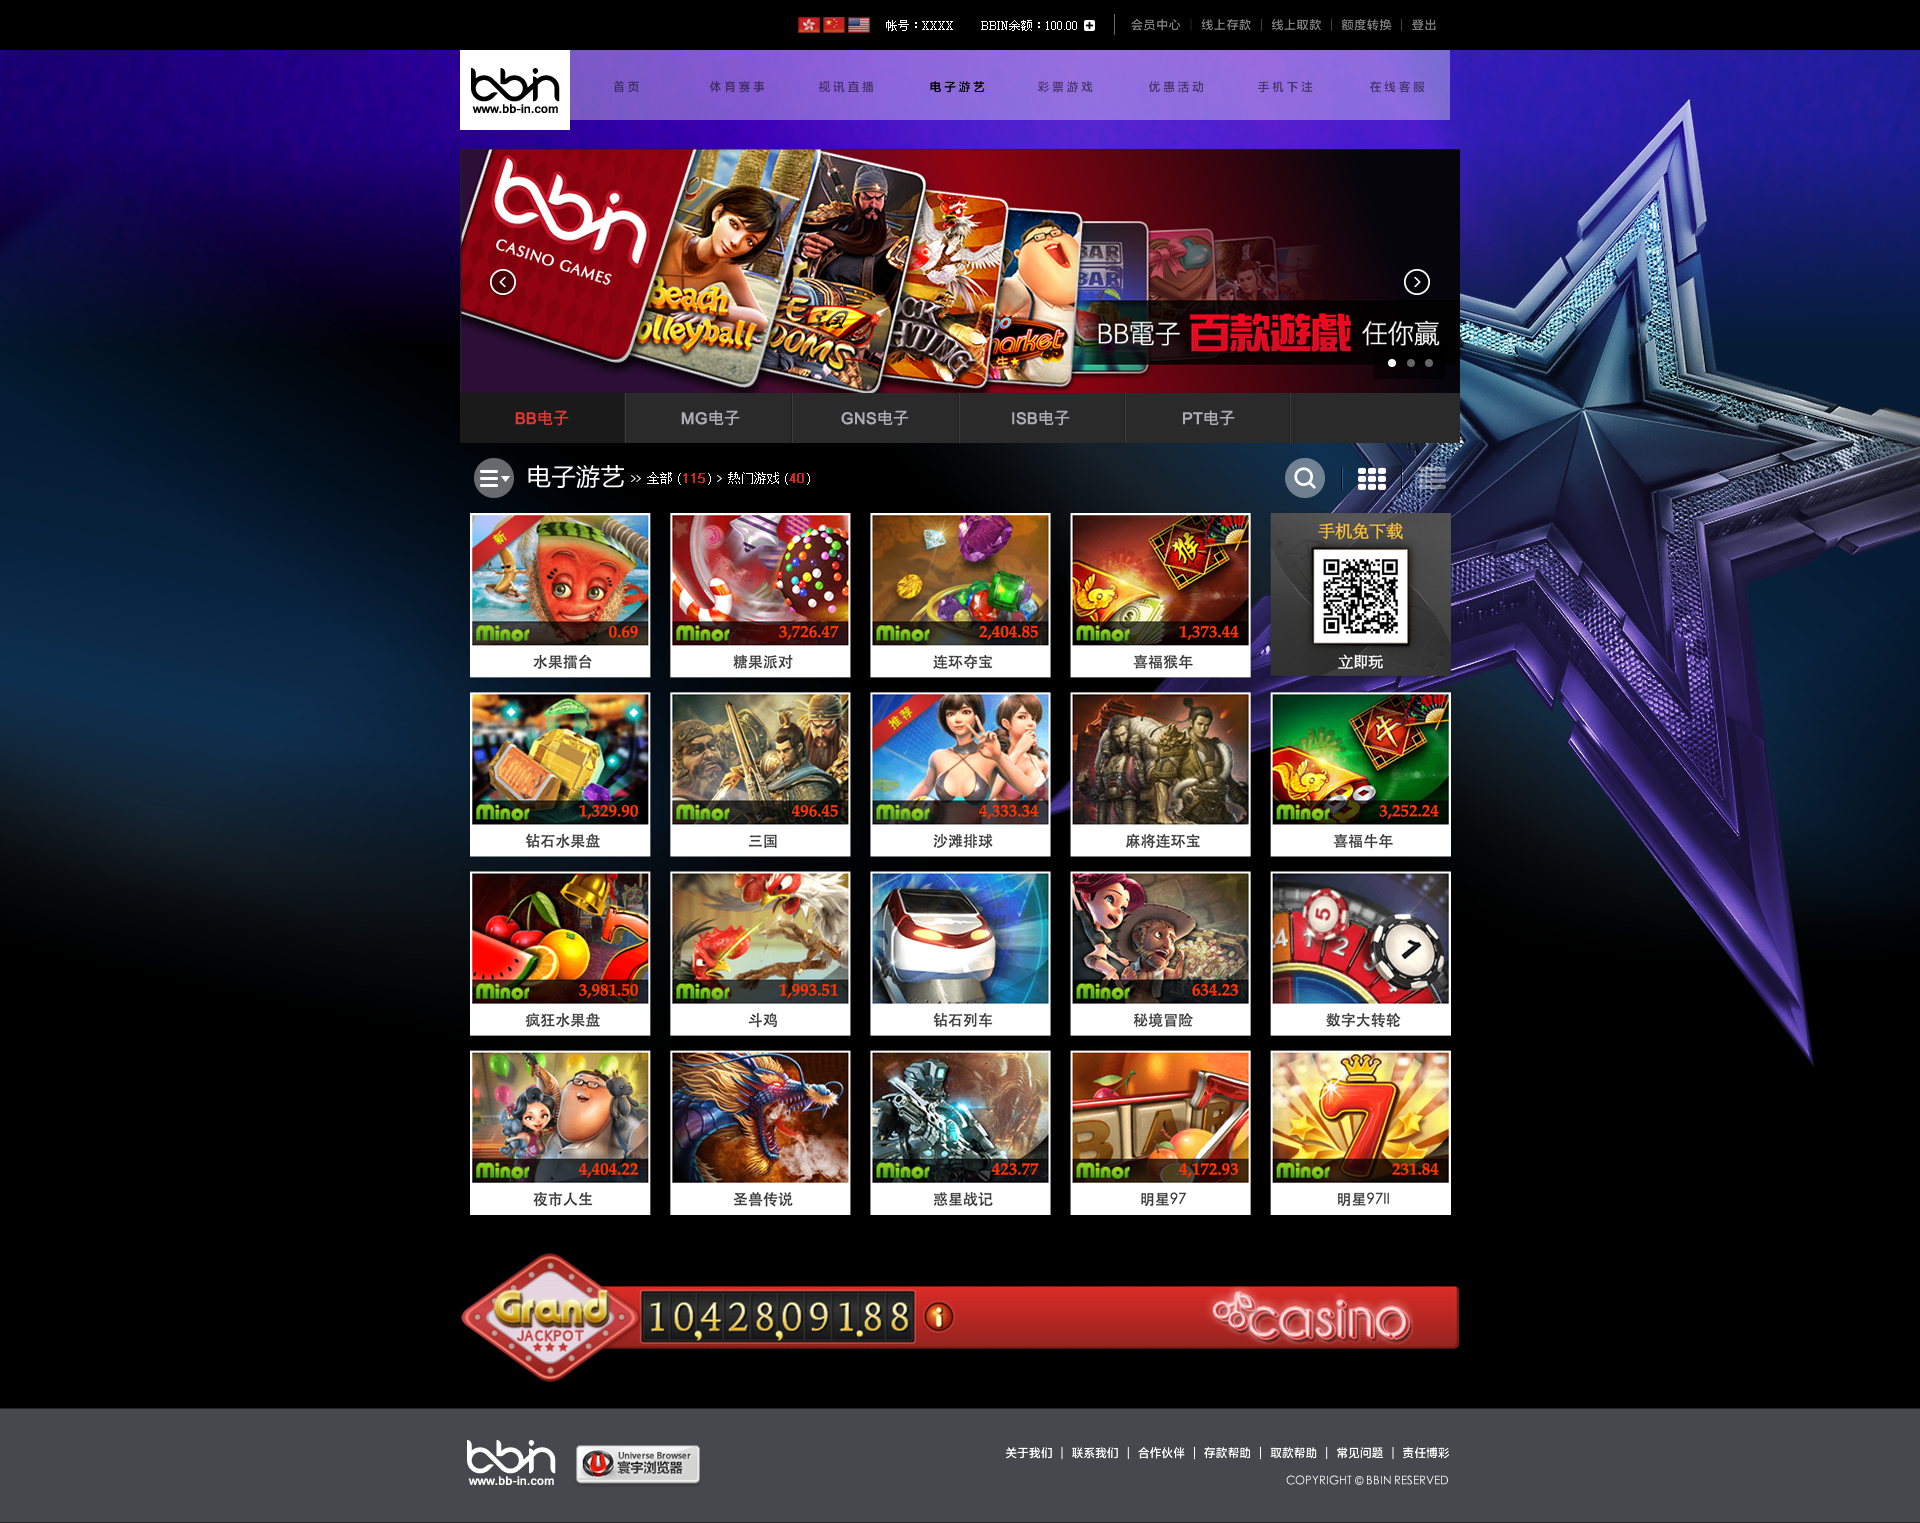 帐号：XXXX BBIN余额：100.00 会员中心 | 线上存款 | 线上取款 | 额度转换 | 登出
bbin
www.bb-in.com
首页 体育赛事 视讯直播 电子游艺 彩票游戏 优惠活动 手机下注 在线客服
bbin
CASINO GAMES
Beach
Volleyball
BAR
BAR
BB電子 百款遊戲 任你贏
BB电子 MG电子 GNS电子 ISB电子 PT电子
电子游艺 >> 全部 (115) > 热门游戏 (40)
新
猴
手机免下载
Minor 0.69 Minor 3,726.47 Minor 2,404.85 Minor 1,373.44
水果擂台 糖果派对 连环夺宝 喜福猴年 立即玩
推荐
牛
Minor 1,329.90 Minor 496.45 Minor 4,333.34 Minor 3,252.24
钻石水果盘 三国 沙滩排球 麻将连环宝 喜福牛年
7 5 4 1 2 3 1
Minor 3,981.50 Minor 1,993.51 Minor 634.23
疯狂水果盘 斗鸡 钻石列车 秘境冒险 数字大转轮
BAR 7
Minor 4,404.22 Minor 423.77 Minor 4,172.93 Minor 231.84
夜市人生 圣兽传说 惑星战记 明星97 明星97II
Grand
JACKPOT
10,428,091.88
casino
bbin
www.bb-in.com
Universe Browser
寰宇浏览器
关于我们 | 联系我们 | 合作伙伴 | 存款帮助 | 取款帮助 | 常见问题 | 责任博彩
COPYRIGHT © BBIN RESERVED